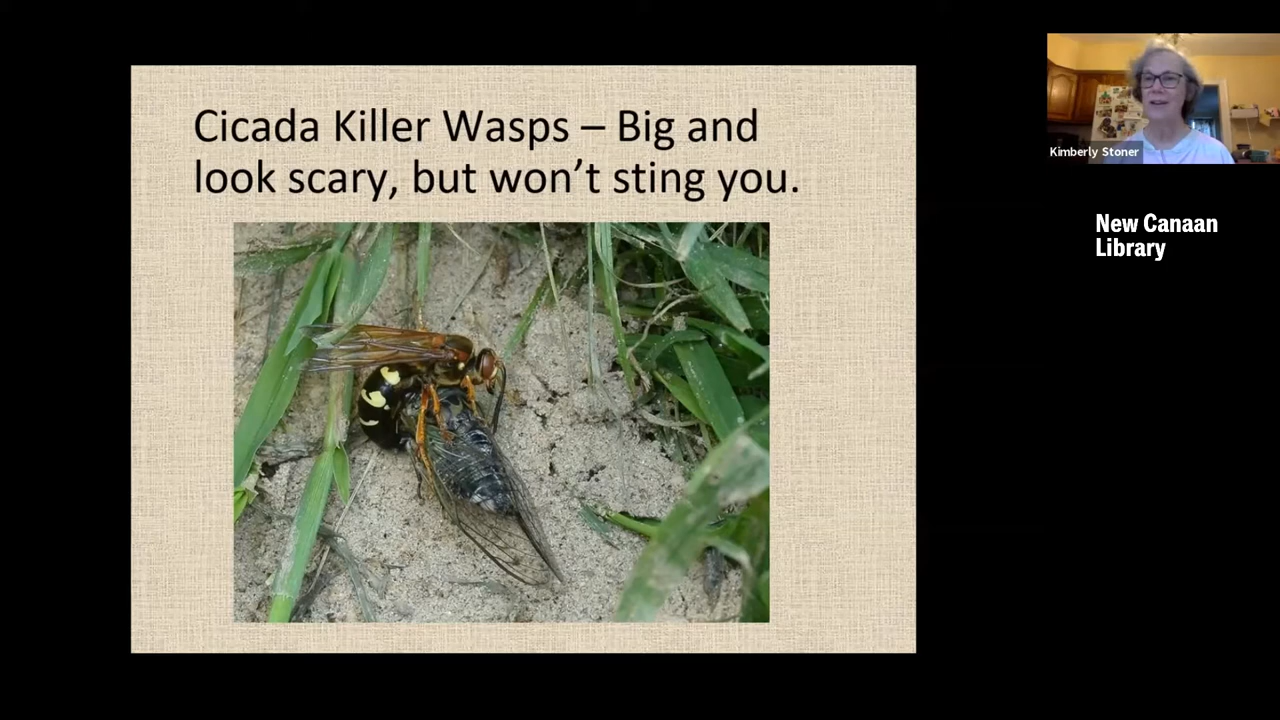 Cicada Killer Wasps – Big and
look scary, but won’t sting you.
Kimberly Stoner
New Canaan
Library